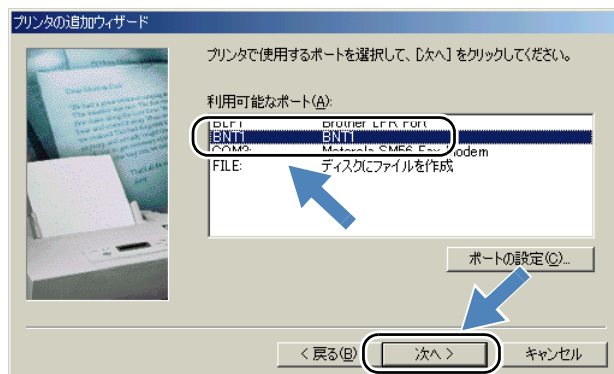 プリンタの追加ウィザード
プリンタで使用するポートを選択して、[次へ] をクリックしてください。
利用可能なポート(A):
BLP1 Brother LPR Port
BNT1 BNT1
COM3: Motorola SM56 Fax Modem
FILE: ディスクにファイルを作成
ポートの設定(C)...
< 戻る(B) 次へ > キャンセル